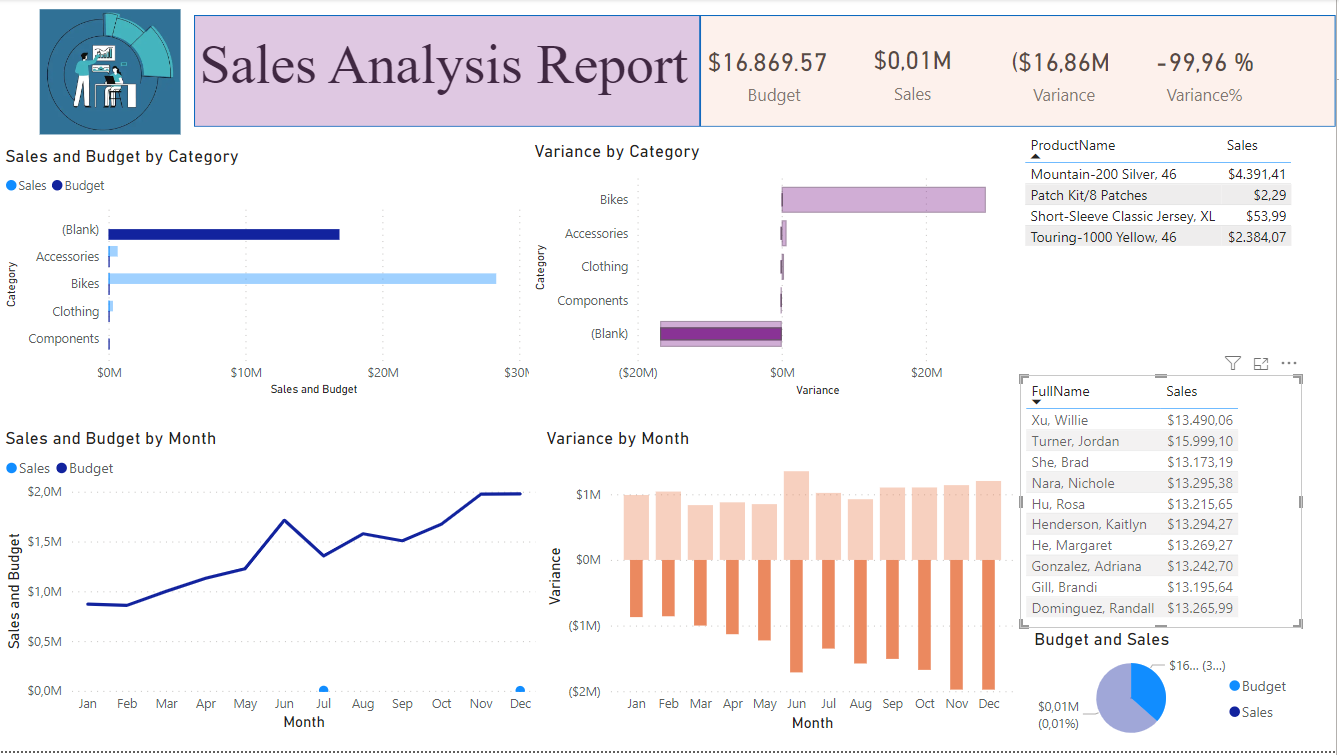 Sales Analysis Report
$16.869.57
Budget
$0,01M
Sales
($16,86M
Variance
-99,96 %
Variance%
Sales and Budget by Category
Sales Budget
Category
(Blank)
Accessories
Bikes
Clothing
Components
$0M $10M $20M $30M
Sales and Budget
Variance by Category
Category
Bikes
Accessories
Clothing
Components
(Blank)
($20M) $0M $20M
Variance
ProductName Sales
Mountain-200 Silver, 46 $4.391,41
Patch Kit/8 Patches $2,29
Short-Sleeve Classic Jersey, XL $53,99
Touring-1000 Yellow, 46 $2.384,07
Sales and Budget by Month
Sales Budget
Sales and Budget
$2,0M
$1,5M
$1,0M
$0,5M
$0,0M
Jan Feb Mar Apr May Jun Jul Aug Sep Oct Nov Dec
Month
Variance by Month
Variance
$1M
$0M
($1M)
($2M)
Jan Feb Mar Apr May Jun Jul Aug Sep Oct Nov Dec
Month
FullName Sales
Xu, Willie $13.490,06
Turner, Jordan $15.999,10
She, Brad $13.173,19
Nara, Nichole $13.295,38
Hu, Rosa $13.215,65
Henderson, Kaitlyn $13.294,27
He, Margaret $13.269,27
Gonzalez, Adriana $13.242,70
Gill, Brandi $13.195,64
Dominguez, Randall $13.265,99
Budget and Sales
$16... (3...)
$0,01M
(0,01%)
Budget
Sales